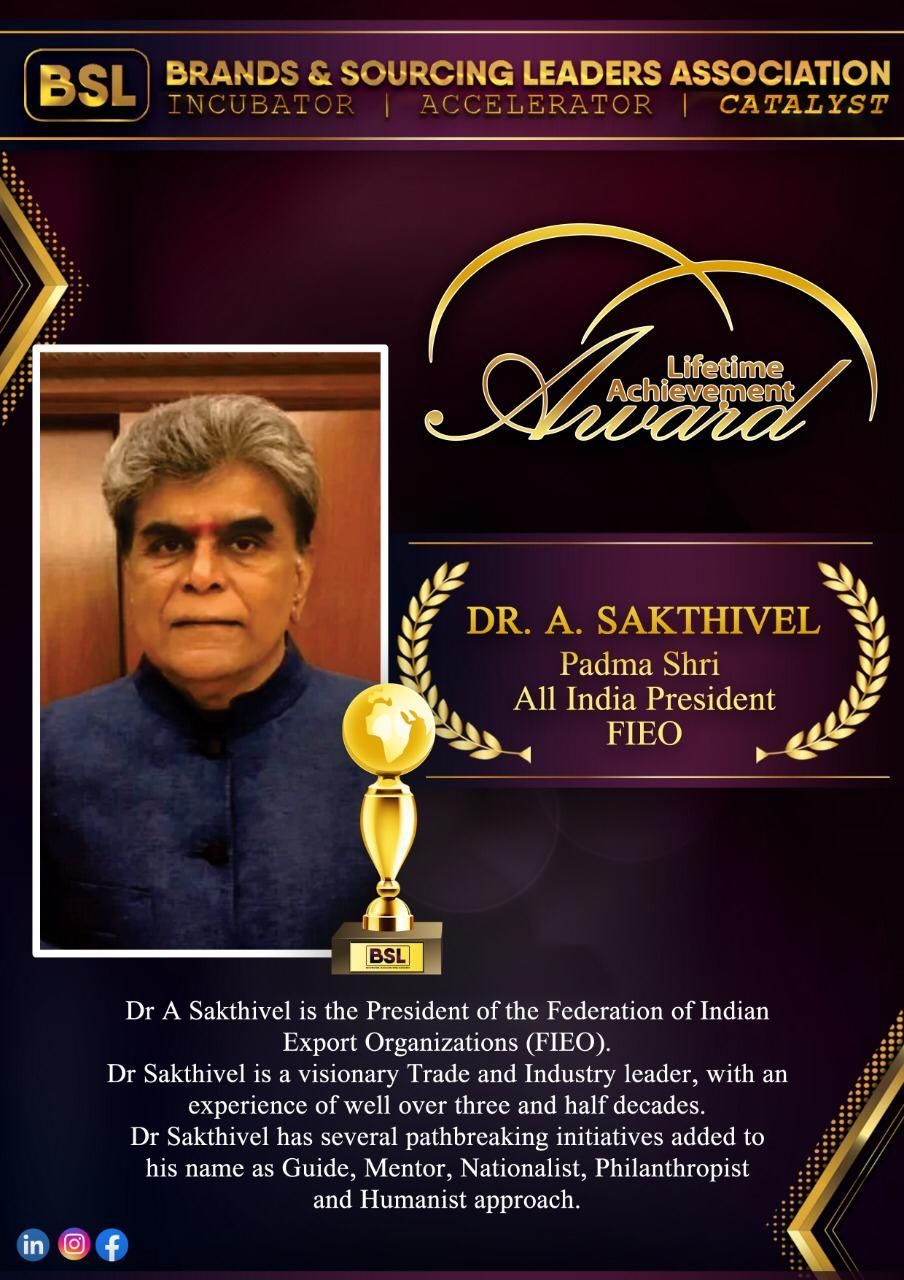 BSL
BRANDS & SOURCING LEADERS ASSOCIATION
INCUBATOR | ACCELERATOR | CATALYST
Lifetime
Achievement
Award
DR. A. SAKTHIVEL
Padma Shri
All India President
FIEO
BSL
Dr A Sakthivel is the President of the Federation of Indian
Export Organizations (FIEO).
Dr Sakthivel is a visionary Trade and Industry leader, with an
experience of well over three and half decades.
Dr Sakthivel has several pathbreaking initiatives added to
his name as Guide, Mentor, Nationalist, Philanthropist
and Humanist approach.
in
f